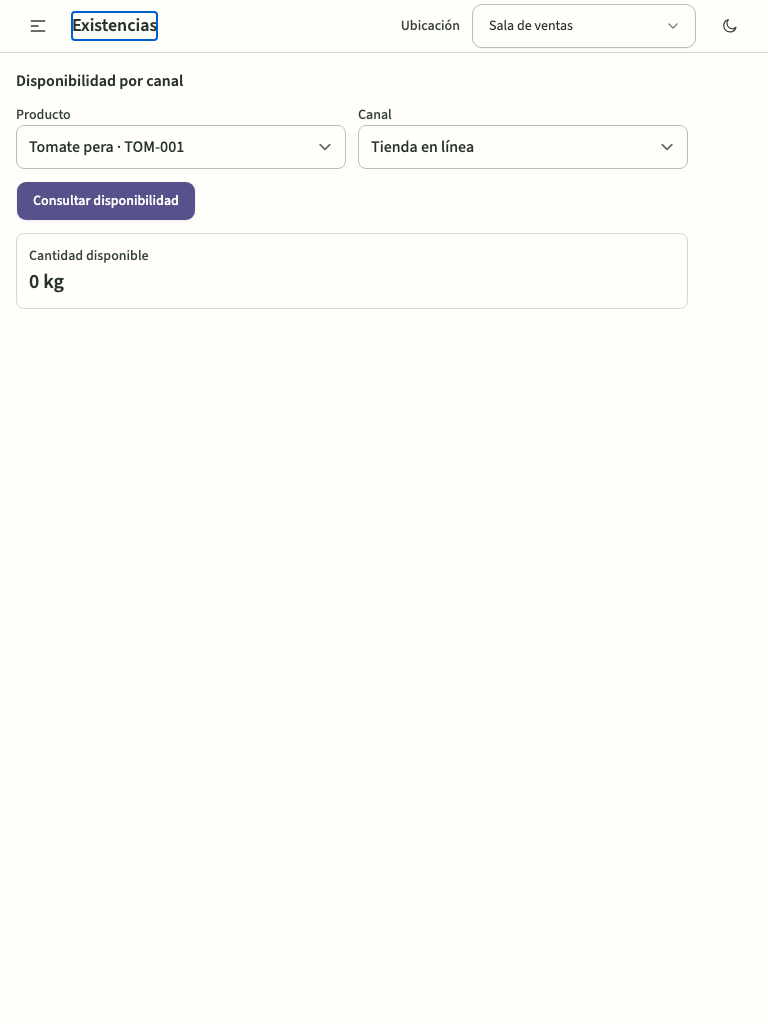 Existencias
Ubicación
Sala de ventas
Disponibilidad por canal
Producto
Canal
Tomate pera · TOM-001
Tienda en línea
Consultar disponibilidad
Cantidad disponible
0 kg